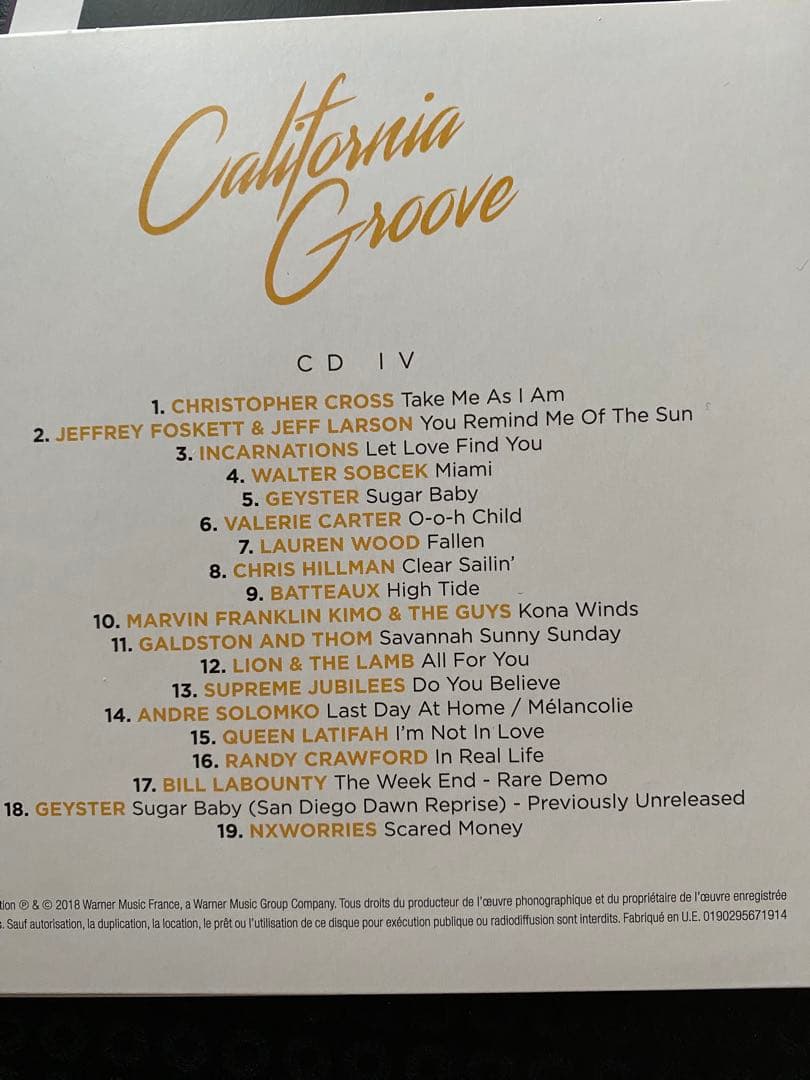 California
Groove
CD IV
1. CHRISTOPHER CROSS Take Me As I Am
2. JEFFREY FOSKETT & JEFF LARSON You Remind Me Of The Sun
3. INCARNATIONS Let Love Find You
4. WALTER SOBCEK Miami
5. GEYSTER Sugar Baby
6. VALERIE CARTER O-o-h Child
7. LAUREN WOOD Fallen
8. CHRIS HILLMAN Clear Sailin'
9. BATTEAUX High Tide
10. MARVIN FRANKLIN KIMO & THE GUYS Kona Winds
11. GALDSTON AND THOM Savannah Sunny Sunday
12. LION & THE LAMB All For You
13. SUPREME JUBILEES Do You Believe
14. ANDRE SOLOMKO Last Day At Home / Mélancolie
15. QUEEN LATIFAH I'm Not In Love
16. RANDY CRAWFORD In Real Life
17. BILL LABOUNTY The Week End - Rare Demo
18. GEYSTER Sugar Baby (San Diego Dawn Reprise) - Previously Unreleased
19. NXWORRIES Scared Money
℗ & © 2018 Warner Music France, a Warner Music Group Company. Tous droits du producteur de l'œuvre phonographique et du propriétaire de l'œuvre enregistrée
Sauf autorisation, la duplication, la location, le prêt ou l'utilisation de ce disque pour exécution publique ou radiodiffusion sont interdits. Fabriqué en U.E. 0190295671914